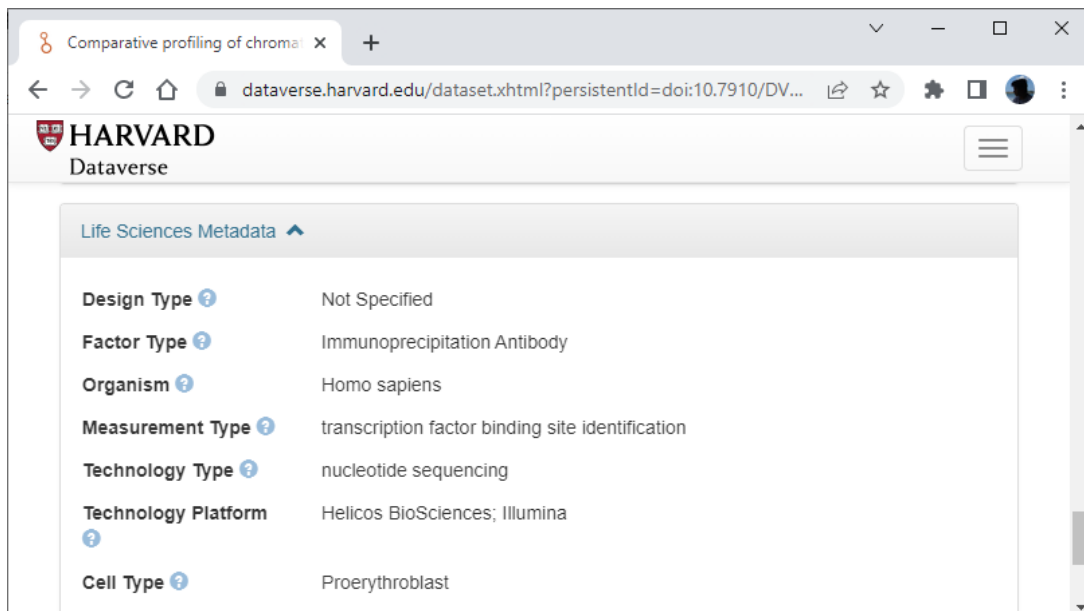 Comparative profiling of chroma
dataverse.harvard.edu/dataset.xhtml?persistentId=doi:10.7910/DV...
HARVARD
Dataverse
Life Sciences Metadata
Design Type ? Not Specified
Factor Type ? Immunoprecipitation Antibody
Organism ? Homo sapiens
Measurement Type ? transcription factor binding site identification
Technology Type ? nucleotide sequencing
Technology Platform Helicos BioSciences; Illumina
?
Cell Type ? Proerythroblast